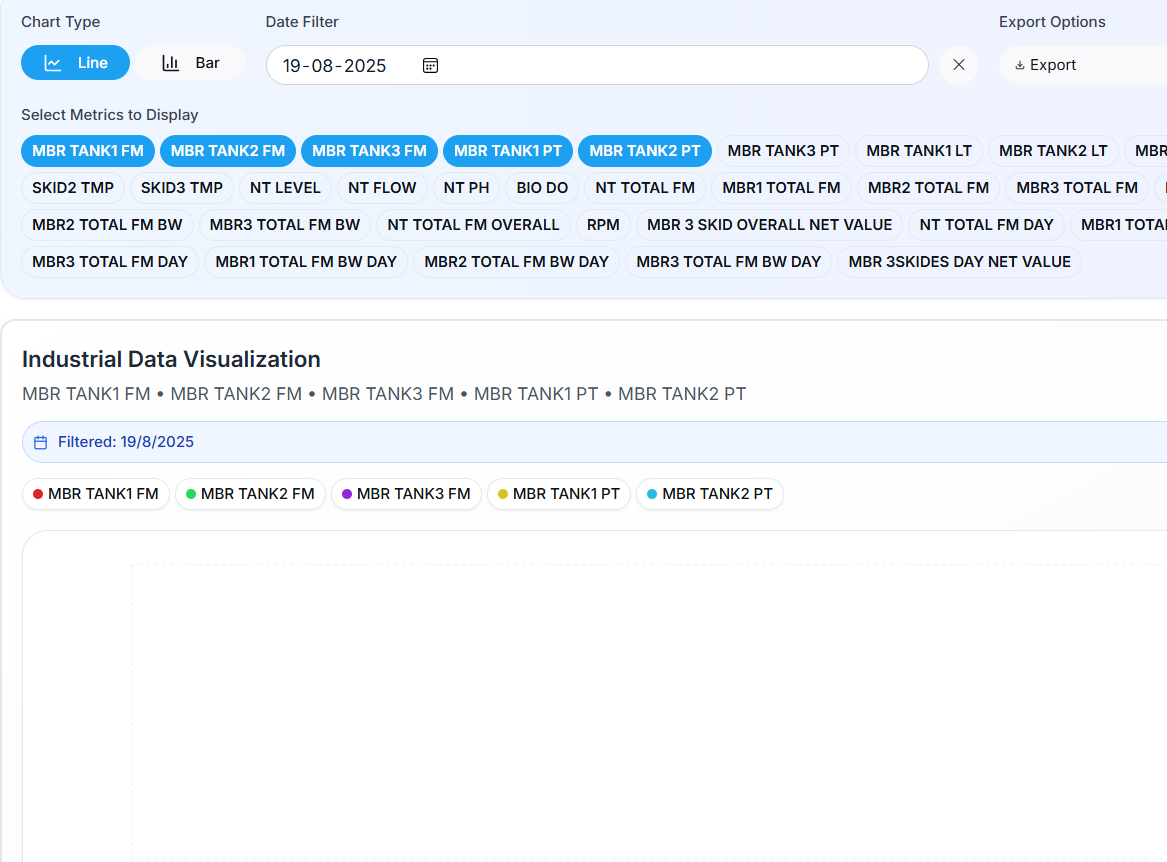 Chart Type Date Filter Export Options
Line Bar 19-08-2025 Export
Select Metrics to Display
MBR TANK1 FM MBR TANK2 FM MBR TANK3 FM MBR TANK1 PT MBR TANK2 PT MBR TANK3 PT MBR TANK1 LT MBR TANK2 LT MBR
SKID2 TMP SKID3 TMP NT LEVEL NT FLOW NT PH BIO DO NT TOTAL FM MBR1 TOTAL FM MBR2 TOTAL FM MBR3 TOTAL FM
MBR2 TOTAL FM BW MBR3 TOTAL FM BW NT TOTAL FM OVERALL RPM MBR 3 SKID OVERALL NET VALUE NT TOTAL FM DAY MBR1 TOTA
MBR3 TOTAL FM DAY MBR1 TOTAL FM BW DAY MBR2 TOTAL FM BW DAY MBR3 TOTAL FM BW DAY MBR 3SKIDES DAY NET VALUE
Industrial Data Visualization
MBR TANK1 FM • MBR TANK2 FM • MBR TANK3 FM • MBR TANK1 PT • MBR TANK2 PT
Filtered: 19/8/2025
MBR TANK1 FM MBR TANK2 FM MBR TANK3 FM MBR TANK1 PT MBR TANK2 PT